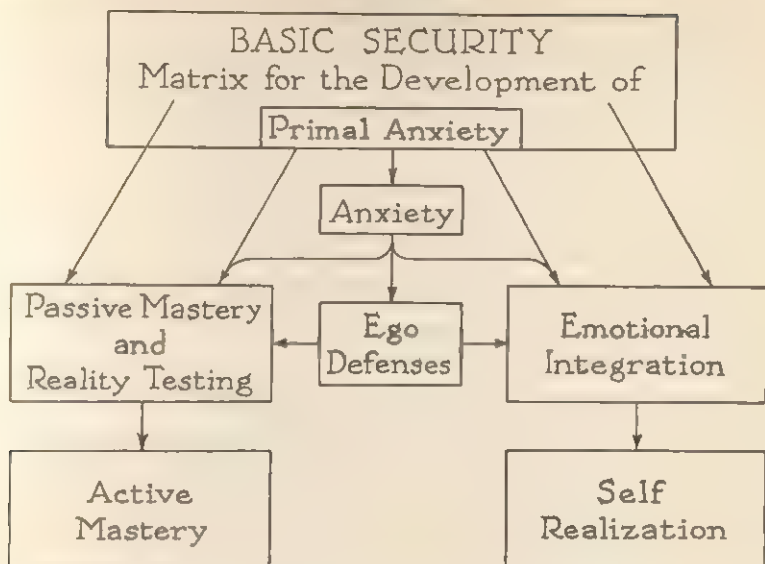 BASIC SECURITY
Matrix for the Development of
Primal Anxiety
Anxiety
Passive Mastery
and
Reality Testing
Ego
Defenses
Emotional
Integration
Active
Mastery
Self
Realization